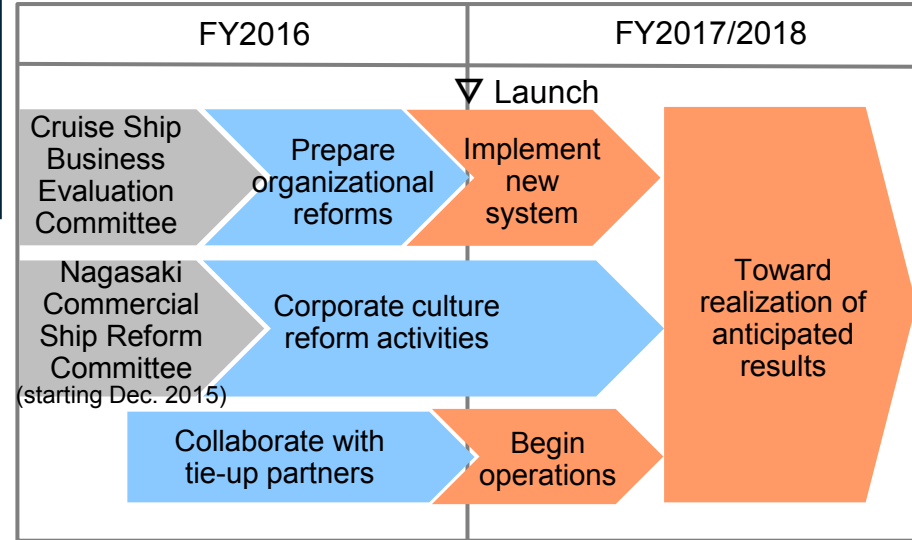 FY2016
FY2017/2018
Launch
Cruise Ship
Business
Evaluation
Committee
Prepare
organizational
reforms
Implement
new
system
Nagasaki
Commercial
Ship Reform
Committee
(starting Dec. 2015)
Corporate culture
reform activities
Collaborate with
tie-up partners
Begin
operations
Toward
realization of
anticipated
results